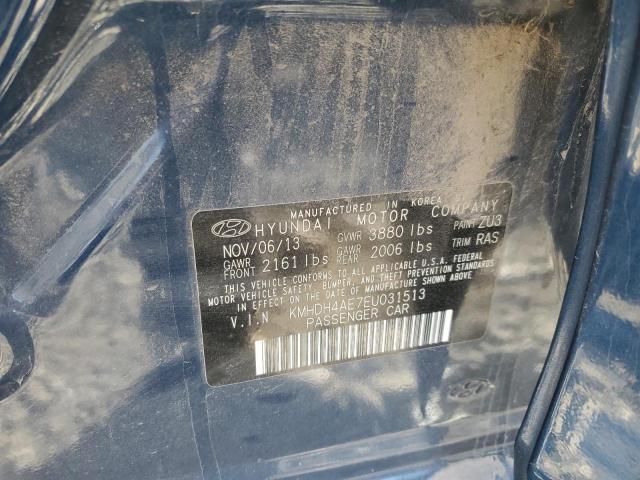 MANUFACTURED IN KOREA
HYUNDAI MOTOR COMPANY
NOV/06/13 GVWR 3880 lbs PAINT ZU3
GAWR FRONT 2161 lbs GAWR REAR 2006 lbs TRIM RAS
THIS VEHICLE CONFORMS TO ALL APPLICABLE U.S.A. FEDERAL
MOTOR VEHICLE SAFETY, BUMPER, AND THEFT PREVENTION
STANDARDS IN EFFECT ON THE DATE OF MANUFACTURE SHOWN ABOVE
V.I.N KMHDH4AE7EU031513
PASSENGER CAR